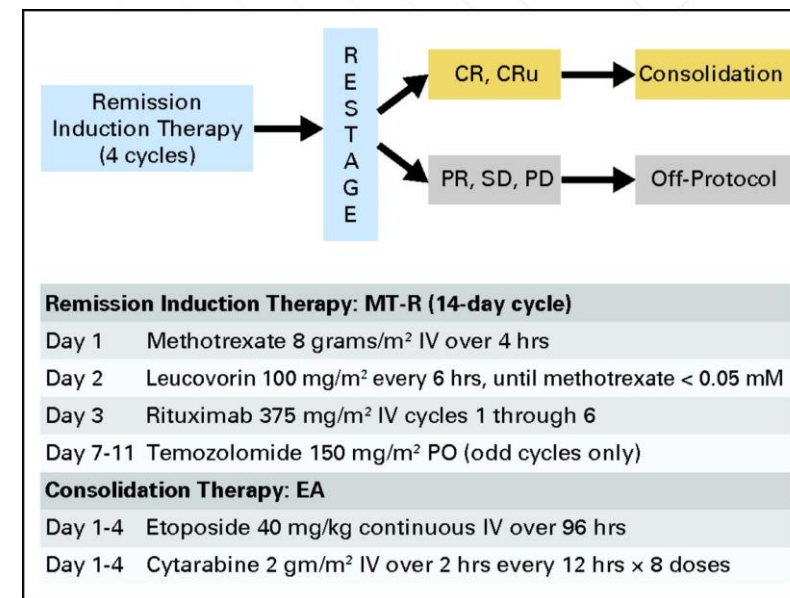 Remission
Induction Therapy
(4 cycles)
RESTAGE
CR, CRu
Consolidation
PR, SD, PD
Off-Protocol
Remission Induction Therapy: MT-R (14-day cycle)
Day 1 Methotrexate 8 grams/m² IV over 4 hrs
Day 2 Leucovorin 100 mg/m² every 6 hrs, until methotrexate < 0.05 mM
Day 3 Rituximab 375 mg/m² IV cycles 1 through 6
Day 7-11 Temozolomide 150 mg/m² PO (odd cycles only)
Consolidation Therapy: EA
Day 1-4 Etoposide 40 mg/kg continuous IV over 96 hrs
Day 1-4 Cytarabine 2 gm/m² IV over 2 hrs every 12 hrs × 8 doses